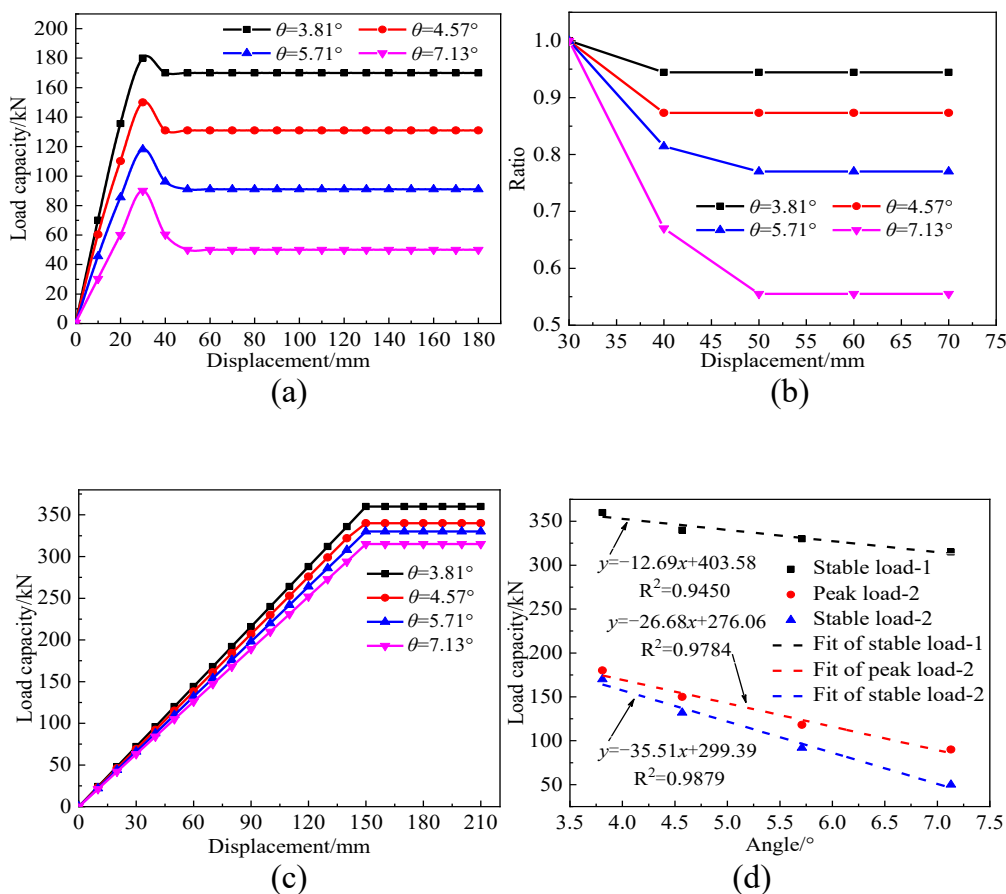 θ=3.81° θ=4.57°
θ=5.71° θ=7.13°
Load capacity/kN
200
180
160
140
120
100
80
60
40
20
0
0 20 40 60 80 100 120 140 160 180
Displacement/mm
(a)
Ratio
1.0
0.9
0.8
0.7
0.6
0.5
θ=3.81° θ=4.57°
θ=5.71° θ=7.13°
30 35 40 45 50 55 60 65 70 75
Displacement/mm
(b)
Load capacity/kN
350
300
250
200
150
100
50
0
θ=3.81°
θ=4.57°
θ=5.71°
θ=7.13°
0 30 60 90 120 150 180 210
Displacement/mm
(c)
Load capacity/kN
350
300
250
200
150
100
50
y=−12.69x+403.58
R²=0.9450
y=−26.68x+276.06
R²=0.9784
y=−35.51x+299.39
R²=0.9879
Stable load-1
Peak load-2
Stable load-2
Fit of stable load-1
Fit of peak load-2
Fit of stable load-2
3.5 4.0 4.5 5.0 5.5 6.0 6.5 7.0 7.5
Angle/°
(d)